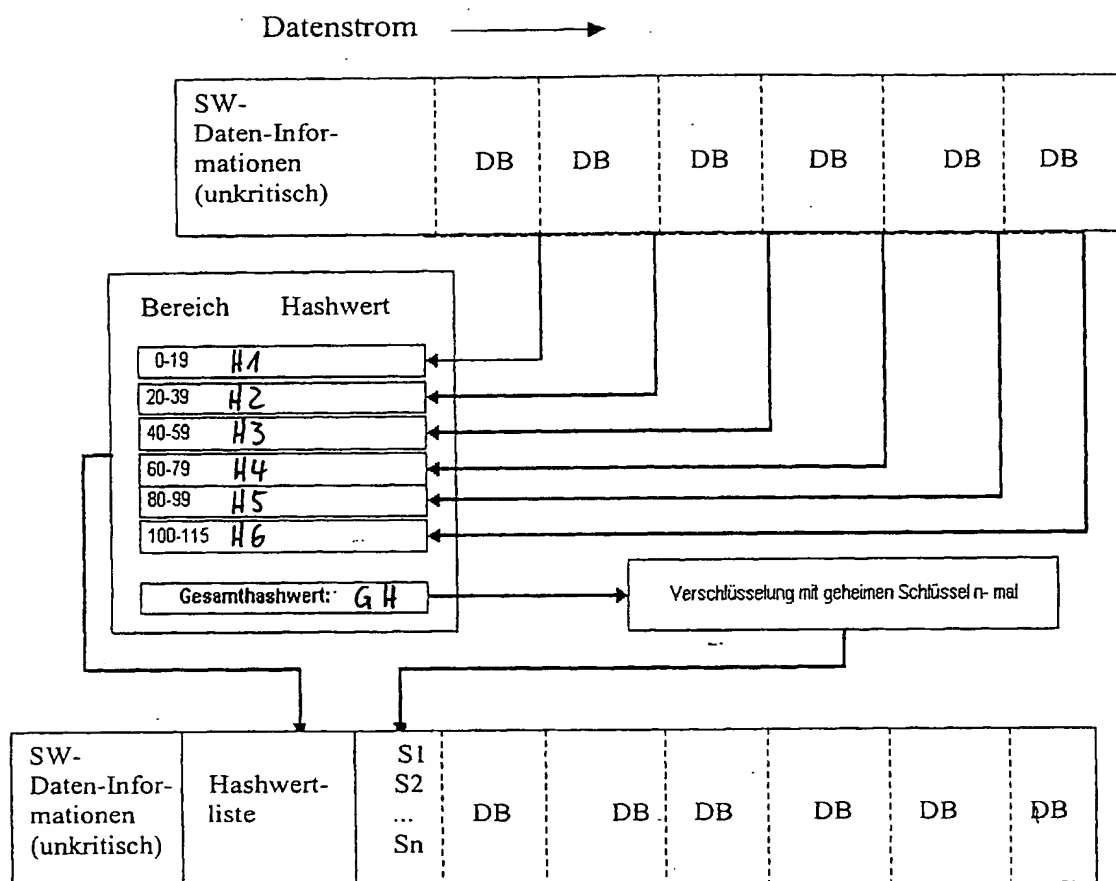 Datenstrom
SW-
Daten-Infor-
mationen
(unkritisch)
DB DB DB DB DB DB
Bereich Hashwert
0-19 H1
20-39 H2
40-59 H3
60-79 H4
80-99 H5
100-115 H6
Gesamthashwert: GH
Verschlüsselung mit geheimen Schlüssel n- mal
SW-
Daten-Infor-
mationen
(unkritisch)
Hashwert-
liste
S1
S2
...
Sn
DB DB DB DB DB DB